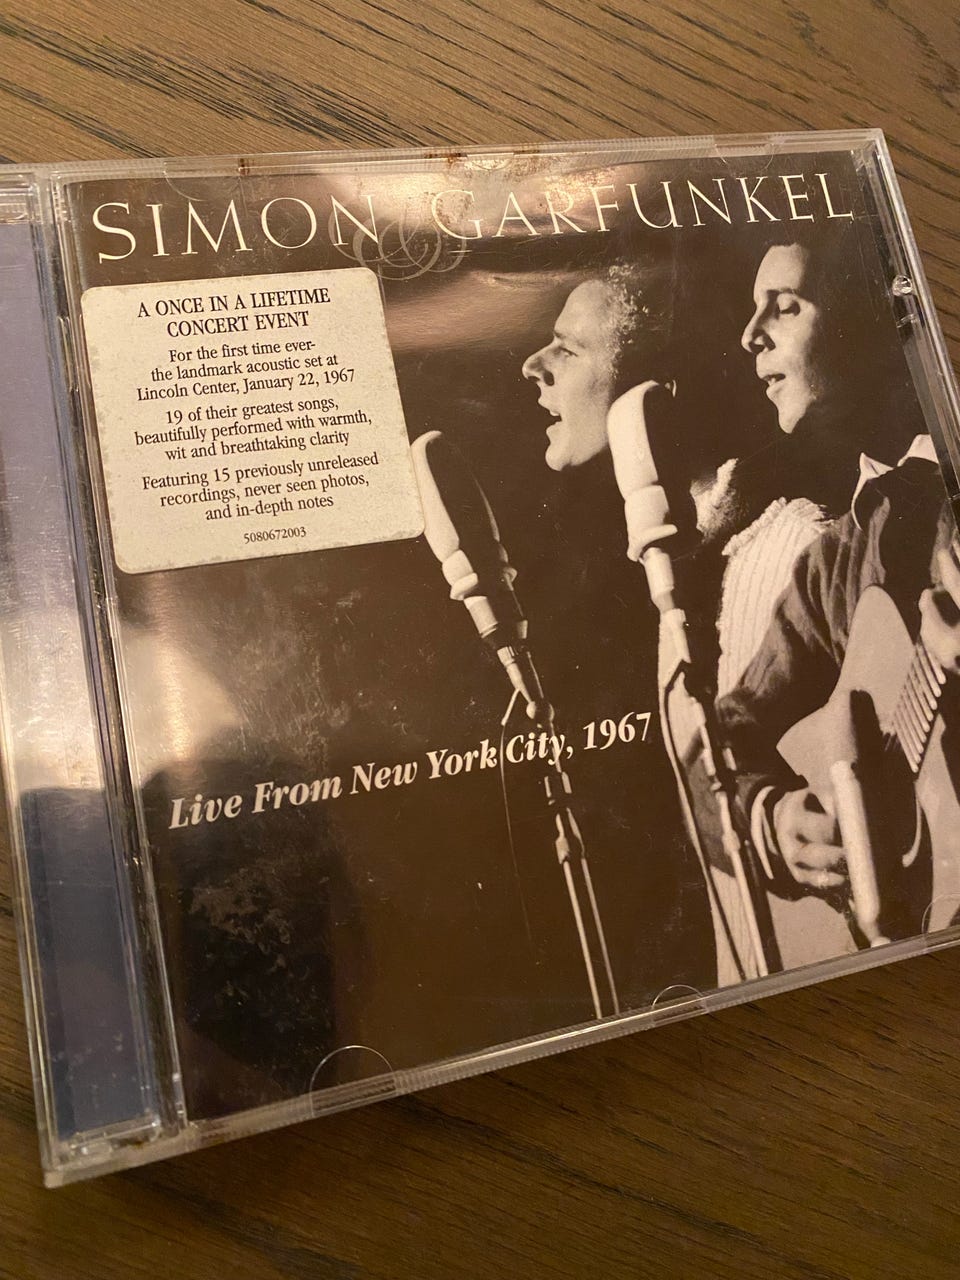 SIMON & GARFUNKEL
A ONCE IN A LIFETIME
CONCERT EVENT
For the first time ever-
the landmark acoustic set at
Lincoln Center, January 22, 1967
19 of their greatest songs,
beautifully performed with warmth,
wit and breathtaking clarity
Featuring 15 previously unreleased
recordings, never seen photos,
and in-depth notes
5080672003
Live From New York City, 1967